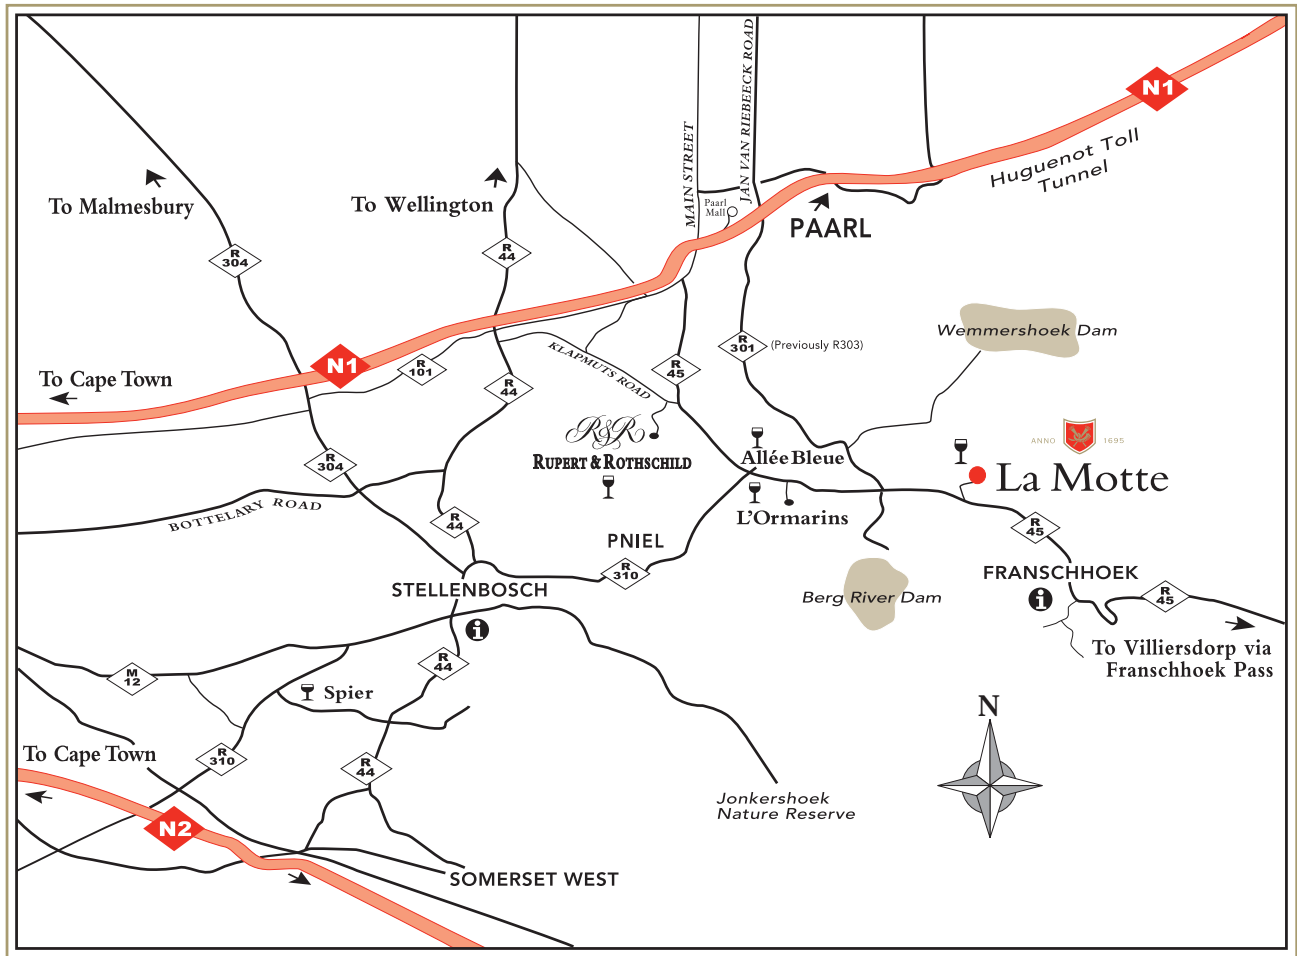 JAN VAN RIEBEECK ROAD
MAIN STREET
N1
Huguenot Toll
Tunnel
To Malmesbury
To Wellington
Paarl
Mall
PAARL
R
304
R
44
Wemmershoek Dam
R
301
(Previously R303)
N1
R
101
R
45
KLAPMUTS ROAD
To Cape Town
R
44
R&R
RUPERT & ROTHSCHILD
Allée Bleue
ANNO
1695
La Motte
R
304
BOTTELARY ROAD
R
44
L'Ormarins
R
45
PNIEL
R
310
FRANSCHHOEK
STELLENBOSCH
Berg River Dam
i
R
45
i
To Villiersdorp via
Franschhoek Pass
R
44
M
12
Spier
N
To Cape Town
R
310
R
44
Jonkershoek
Nature Reserve
N2
SOMERSET WEST